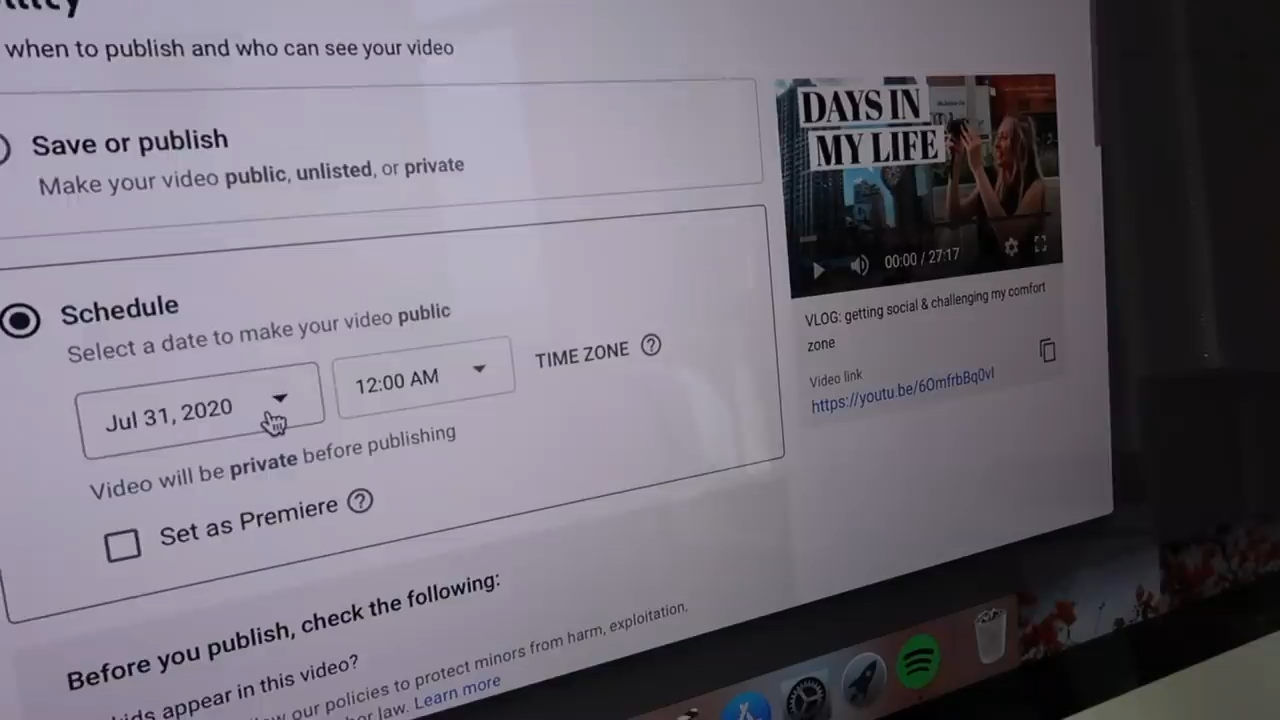 when to publish and who can see your video
Save or publish
Make your video public, unlisted, or private
Schedule
Select a date to make your video public
Jul 31, 2020
12:00 AM
TIME ZONE
Video will be private before publishing
Set as Premiere
Before you publish, check the following:
kids appear in this video?
our policies to protect minors from harm, exploitation,
or law. Learn more
DAYS IN
MY LIFE
00:00 / 27:17
VLOG: getting social & challenging my comfort
zone
Video link
https://youtu.be/6OmfrbBq0vI